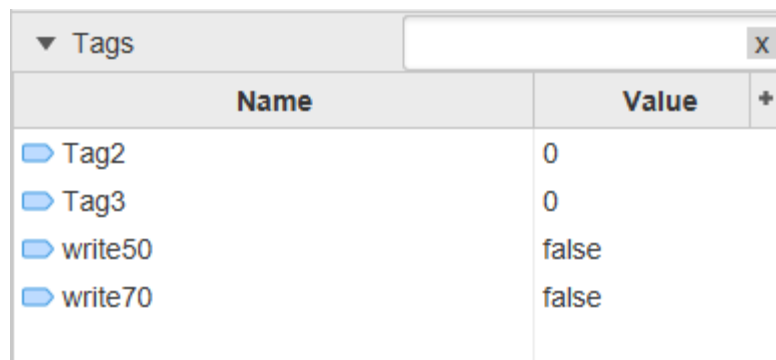 Tags x
Name Value +
Tag2 0
Tag3 0
write50 false
write70 false